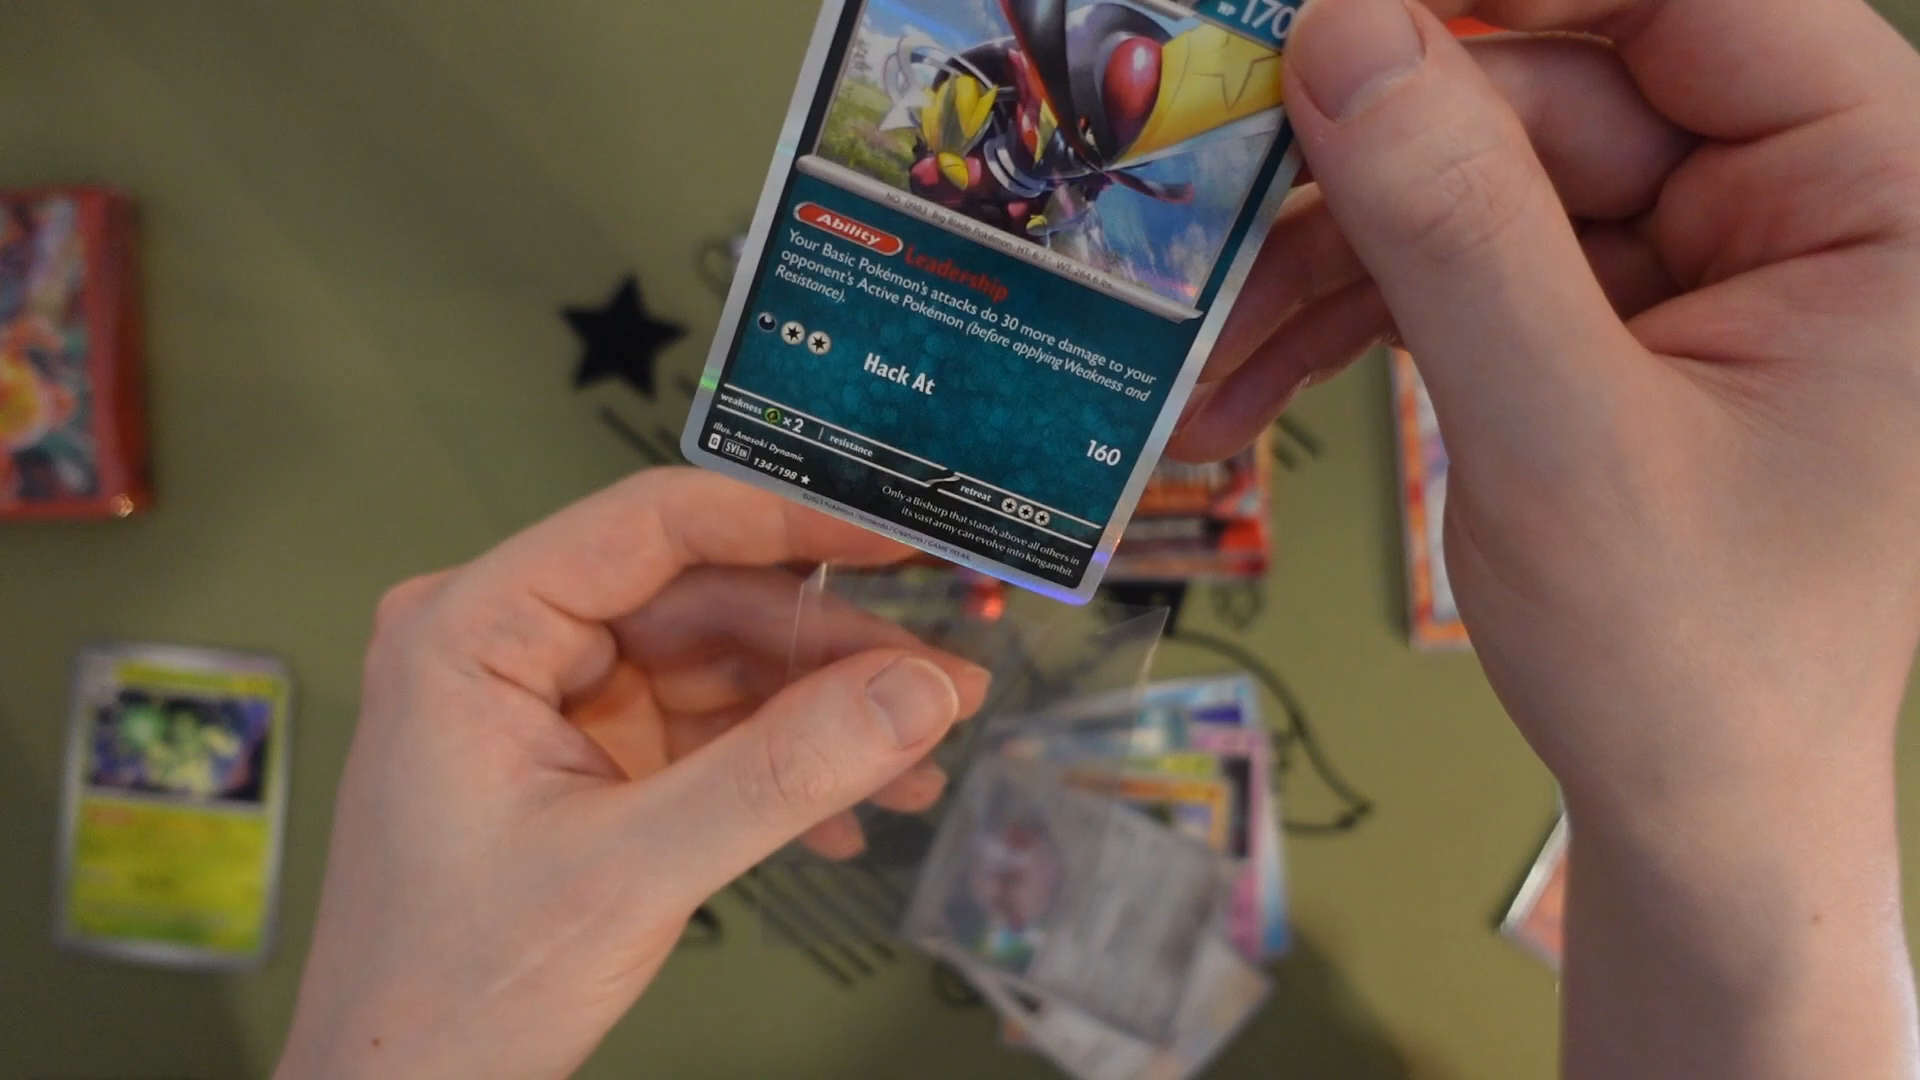 HP 170
NO. 0983 Big Blade Pokémon HT: 6'7" WT: 264.6 lbs.
Ability Leadership
Your Basic Pokémon's attacks do 30 more damage to your
opponent's Active Pokémon (before applying Weakness and
Resistance).
Hack At 160
weakness ×2 resistance retreat
Illus. Anesaki Dynamic
G SVI EN 134/198 ★
Only a Bisharp that stands above all others in
its vast army can evolve into Kingambit.
©2023 Pokémon / Nintendo / Creatures / GAME FREAK